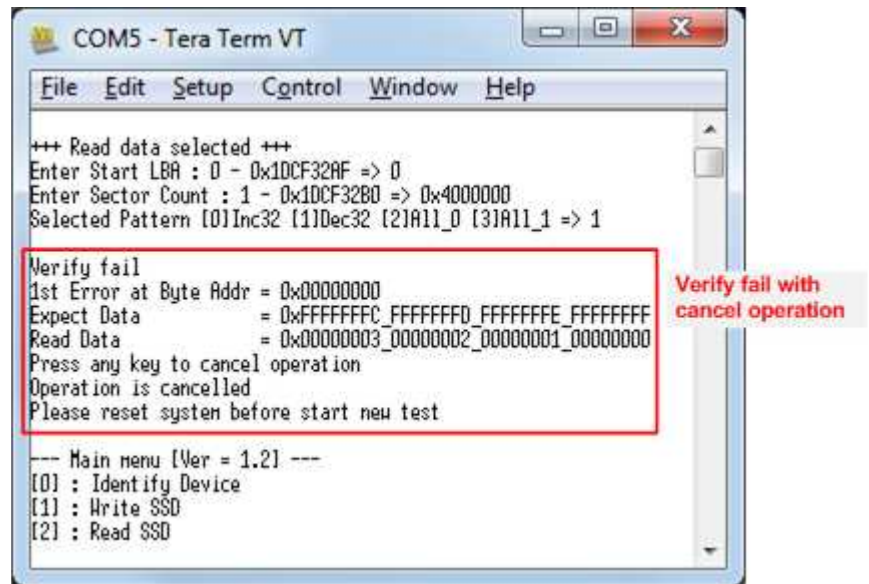 COM5 - Tera Term VT
File Edit Setup Control Window Help
+++ Read data selected +++
Enter Start LBA : 0 - 0x1DCF32AF => 0
Enter Sector Count : 1 - 0x1DCF32B0 => 0x4000000
Selected Pattern [0]Inc32 [1]Dec32 [2]All_0 [3]All_1 => 1
Verify fail
1st Error at Byte Addr = 0x00000000
Expect Data = 0xFFFFFFFC_FFFFFFFD_FFFFFFFE_FFFFFFFF
Read Data = 0x00000003_00000002_00000001_00000000
Press any key to cancel operation
Operation is cancelled
Please reset system before start new test
Verify fail with
cancel operation
--- Main menu [Ver = 1.2] ---
[0] : Identify Device
[1] : Write SSD
[2] : Read SSD